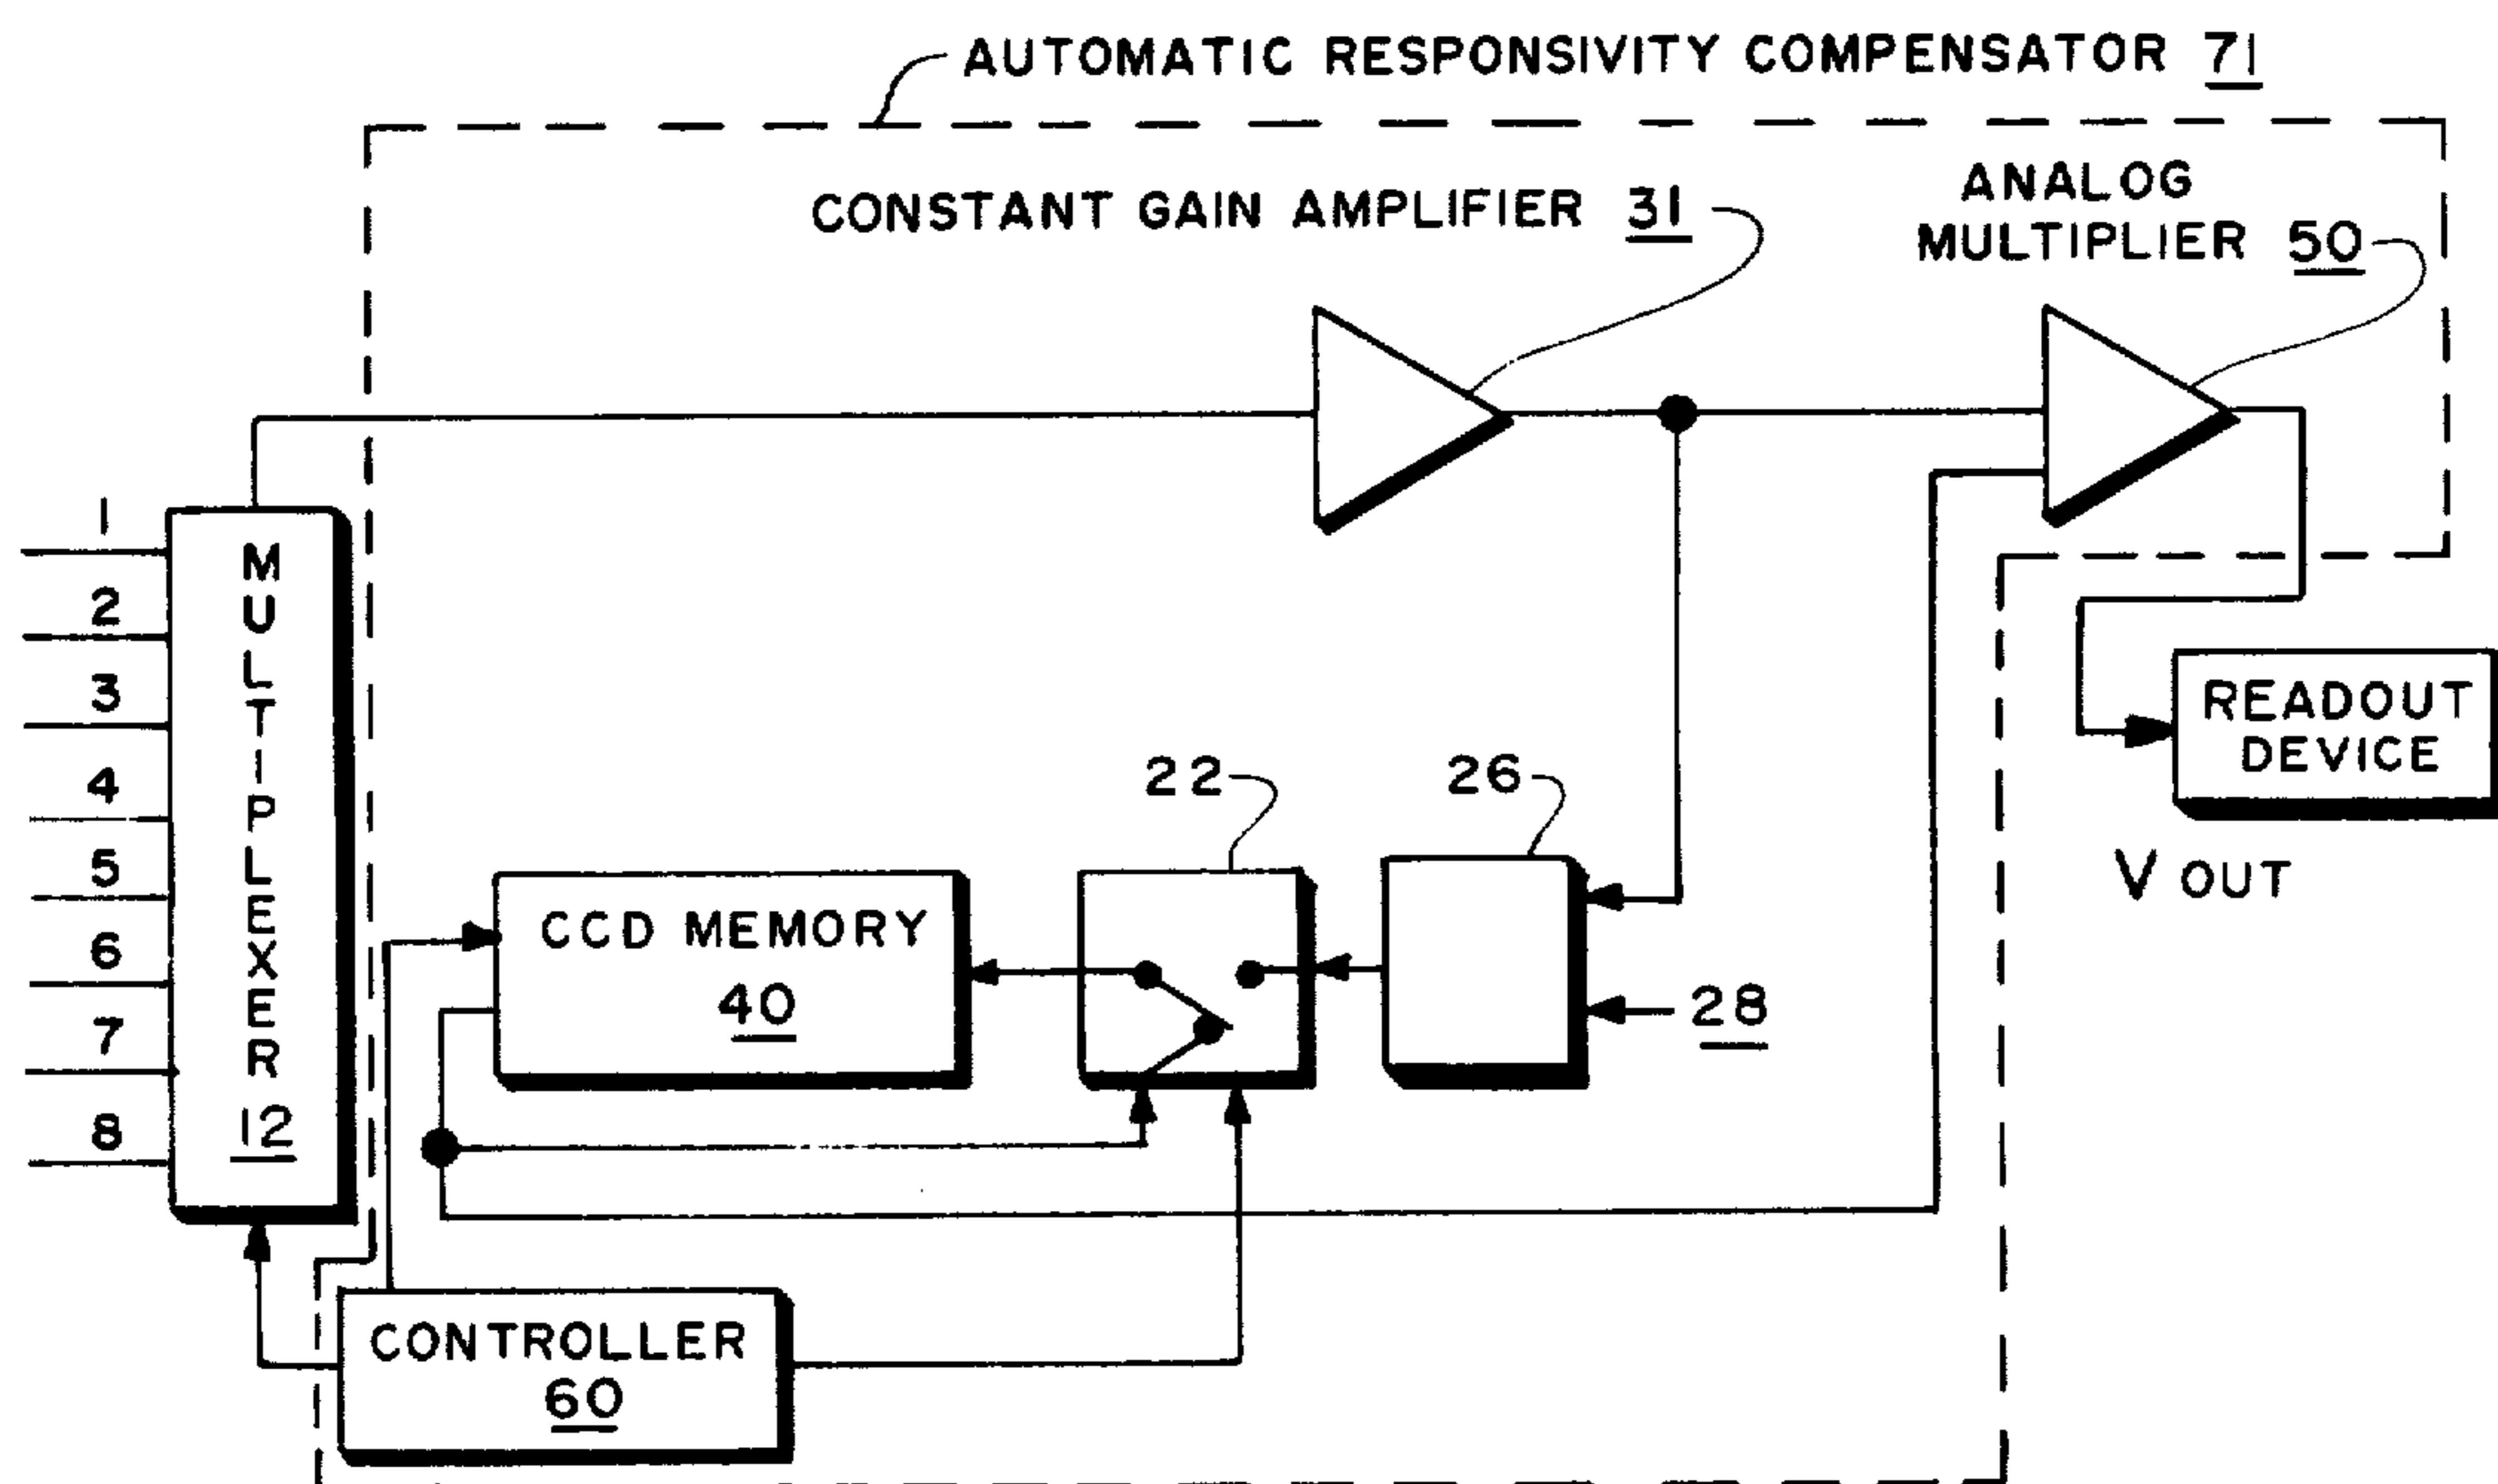 AUTOMATIC RESPONSIVITY COMPENSATOR 71
CONSTANT GAIN AMPLIFIER 31
ANALOG
MULTIPLIER 50
1
2
3
4
5
6
7
8
MULTIPLEXER
12
READOUT
DEVICE
V OUT
22
26
CCD MEMORY
40
28
CONTROLLER
60